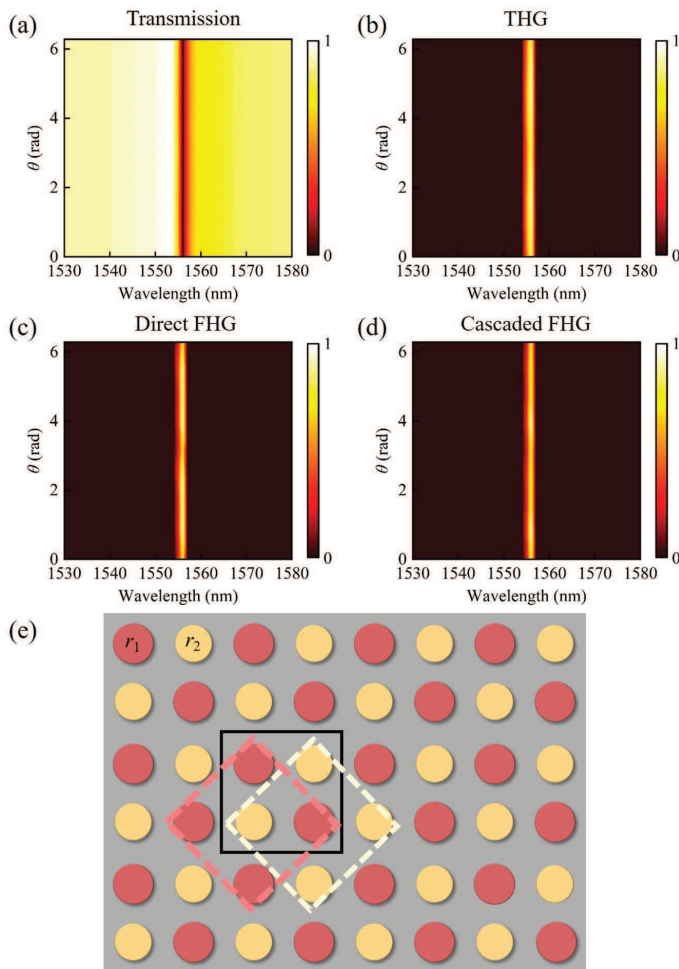 (a)
Transmission
6
4
2
0
θ (rad)
1530 1540 1550 1560 1570 1580
Wavelength (nm)
1
0
(b)
THG
6
4
2
0
θ (rad)
1530 1540 1550 1560 1570 1580
Wavelength (nm)
1
0
(c)
Direct FHG
6
4
2
0
θ (rad)
1530 1540 1550 1560 1570 1580
Wavelength (nm)
1
0
(d)
Cascaded FHG
6
4
2
0
θ (rad)
1530 1540 1550 1560 1570 1580
Wavelength (nm)
1
0
(e)
r1 r2